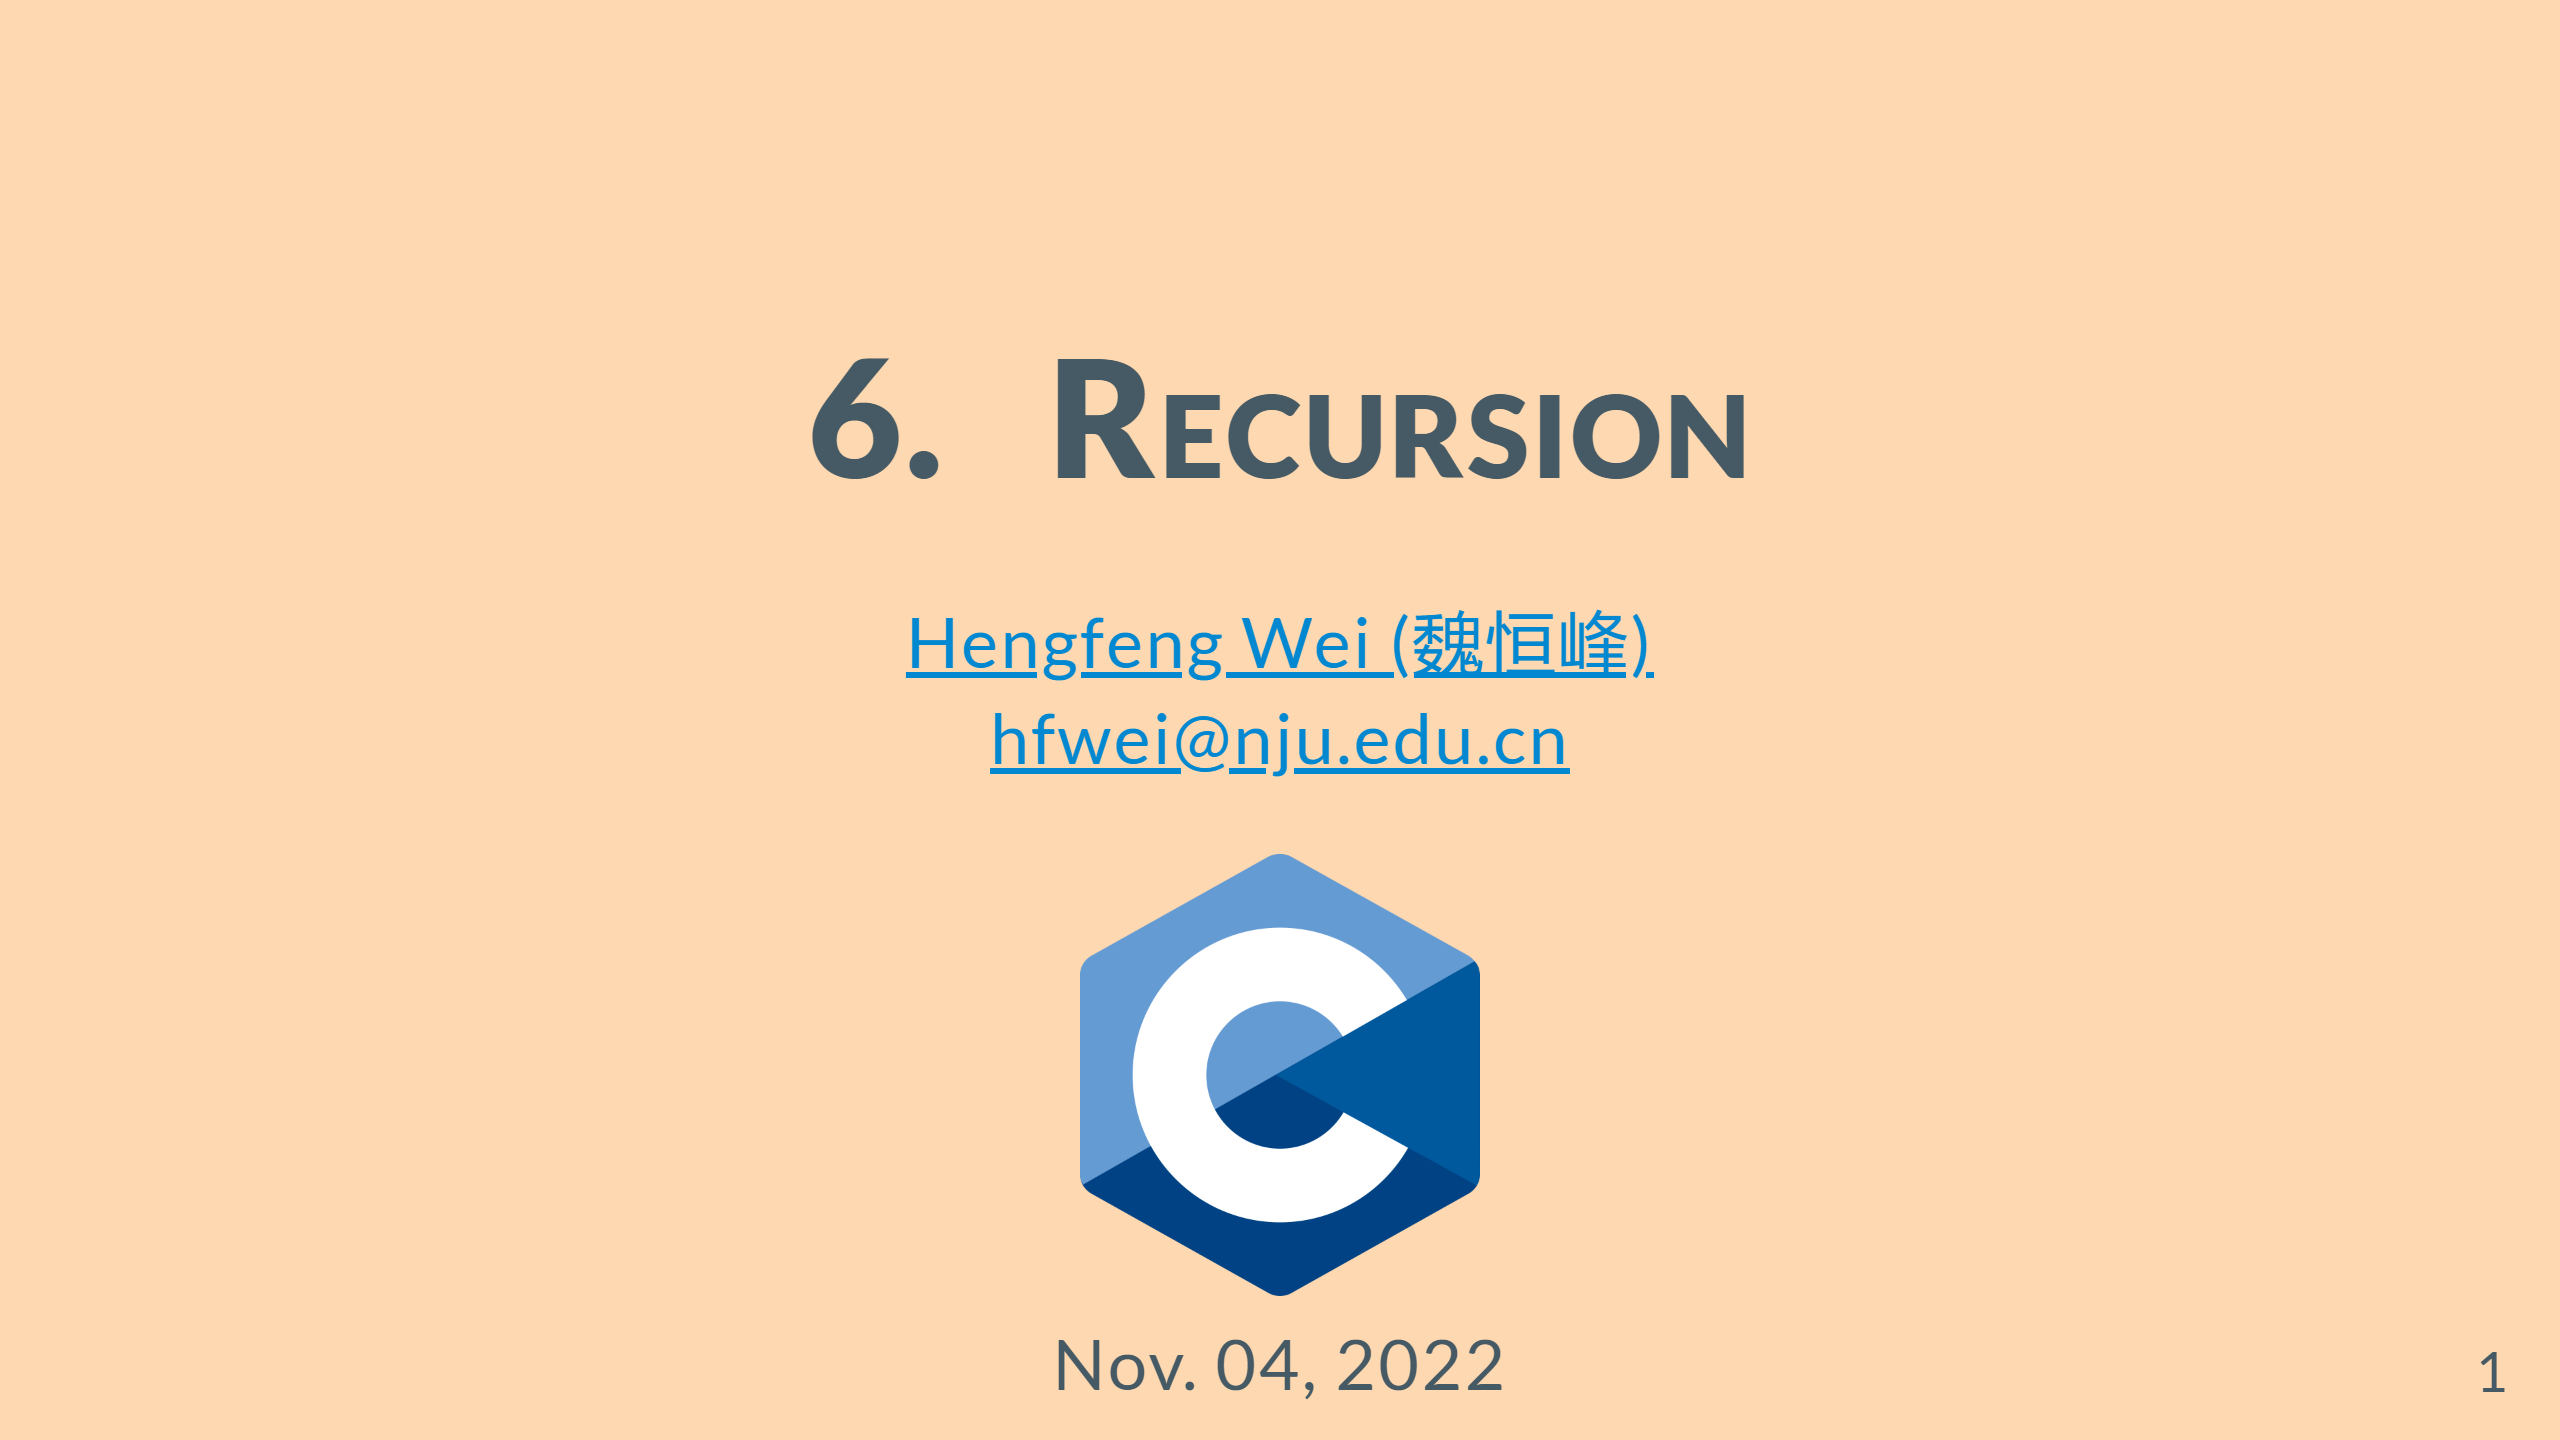 6. Recursion
Hengfeng Wei (魏恒峰)
hfwei@nju.edu.cn
C
Nov. 04, 2022
1